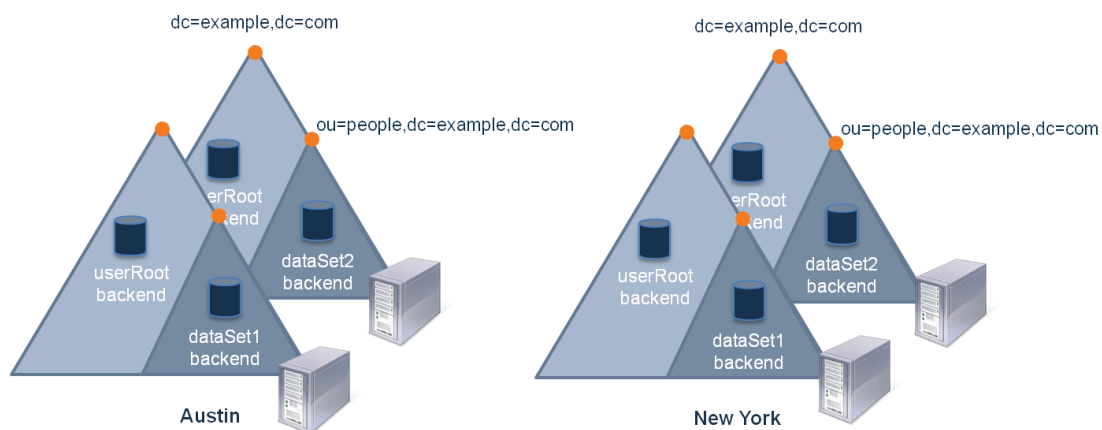 dc=example,dc=com
ou=people,dc=example,dc=com
erRoot
kend
userRoot
backend
dataSet2
backend
dataSet1
backend
Austin
dc=example,dc=com
ou=people,dc=example,dc=com
erRoot
kend
userRoot
backend
dataSet2
backend
dataSet1
backend
New York